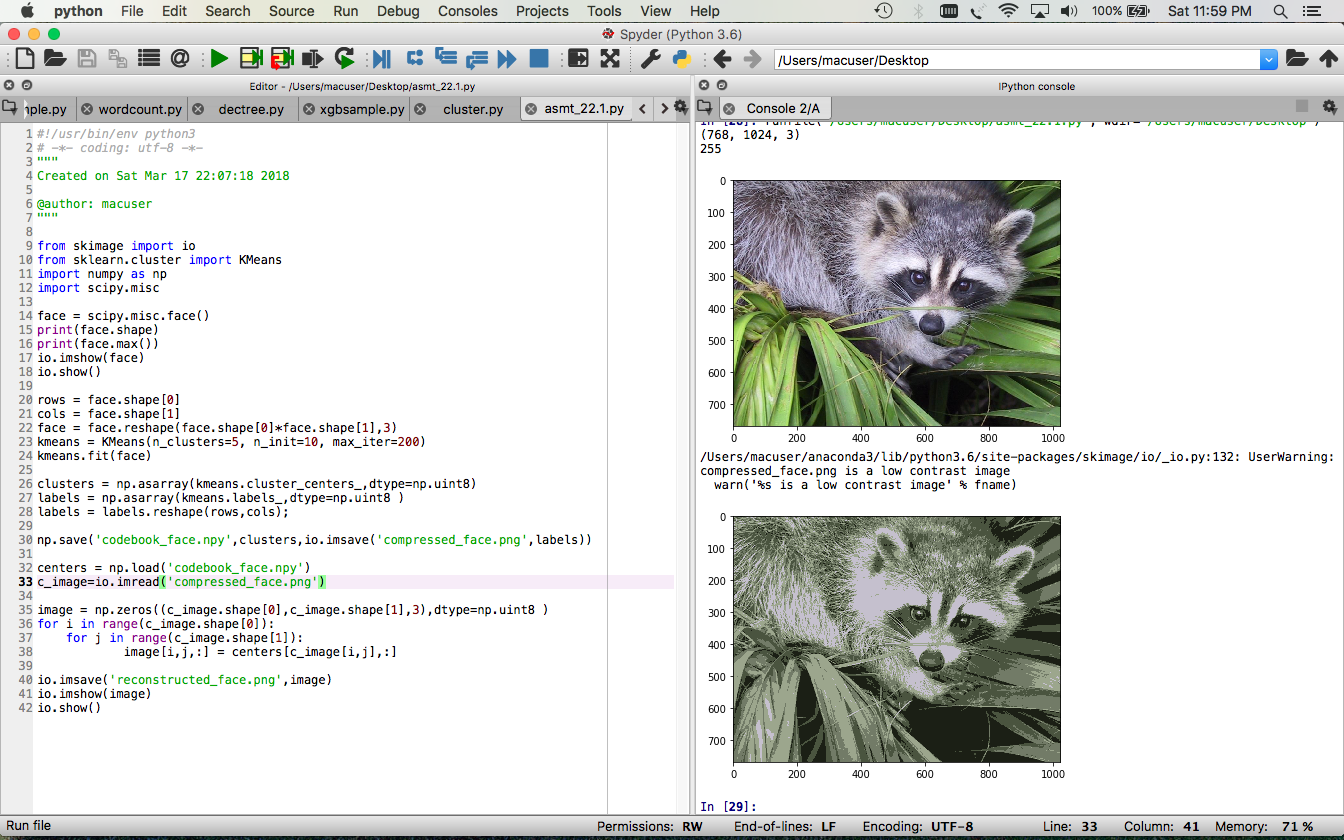 python File Edit Search Source Run Debug Consoles Projects Tools View Help 100% Sat 11:59 PM
Spyder (Python 3.6)
/Users/macuser/Desktop
Editor - /Users/macuser/Desktop/asmt_22.1.py
nple.py wordcount.py dectree.py xgbsample.py cluster.py asmt_22.1.py
1 #!/usr/bin/env python3
2 # -*- coding: utf-8 -*-
3 """
4 Created on Sat Mar 17 22:07:18 2018
5
6 @author: macuser
7 """
8
9 from skimage import io
10 from sklearn.cluster import KMeans
11 import numpy as np
12 import scipy.misc
13
14 face = scipy.misc.face()
15 print(face.shape)
16 print(face.max())
17 io.imshow(face)
18 io.show()
19
20 rows = face.shape[0]
21 cols = face.shape[1]
22 face = face.reshape(face.shape[0]*face.shape[1],3)
23 kmeans = KMeans(n_clusters=5, n_init=10, max_iter=200)
24 kmeans.fit(face)
25
26 clusters = np.asarray(kmeans.cluster_centers_,dtype=np.uint8)
27 labels = np.asarray(kmeans.labels_,dtype=np.uint8 )
28 labels = labels.reshape(rows,cols);
29
30 np.save('codebook_face.npy',clusters,io.imsave('compressed_face.png',labels))
31
32 centers = np.load('codebook_face.npy')
33 c_image=io.imread('compressed_face.png')
34
35 image = np.zeros((c_image.shape[0],c_image.shape[1],3),dtype=np.uint8 )
36 for i in range(c_image.shape[0]):
37     for j in range(c_image.shape[1]):
38             image[i,j,:] = centers[c_image[i,j],:]
39
40 io.imsave('reconstructed_face.png',image)
41 io.imshow(image)
42 io.show()
IPython console
Console 2/A
In [28]: runfile('/Users/macuser/Desktop/asmt_22.1.py', wdir='/Users/macuser/Desktop')
(768, 1024, 3)
255
0
100
200
300
400
500
600
700
0 200 400 600 800 1000
/Users/macuser/anaconda3/lib/python3.6/site-packages/skimage/io/_io.py:132: UserWarning:
compressed_face.png is a low contrast image
  warn('%s is a low contrast image' % fname)
0
100
200
300
400
500
600
700
0 200 400 600 800 1000
In [29]:
Run file Permissions: RW End-of-lines: LF Encoding: UTF-8 Line: 33 Column: 41 Memory: 71 %